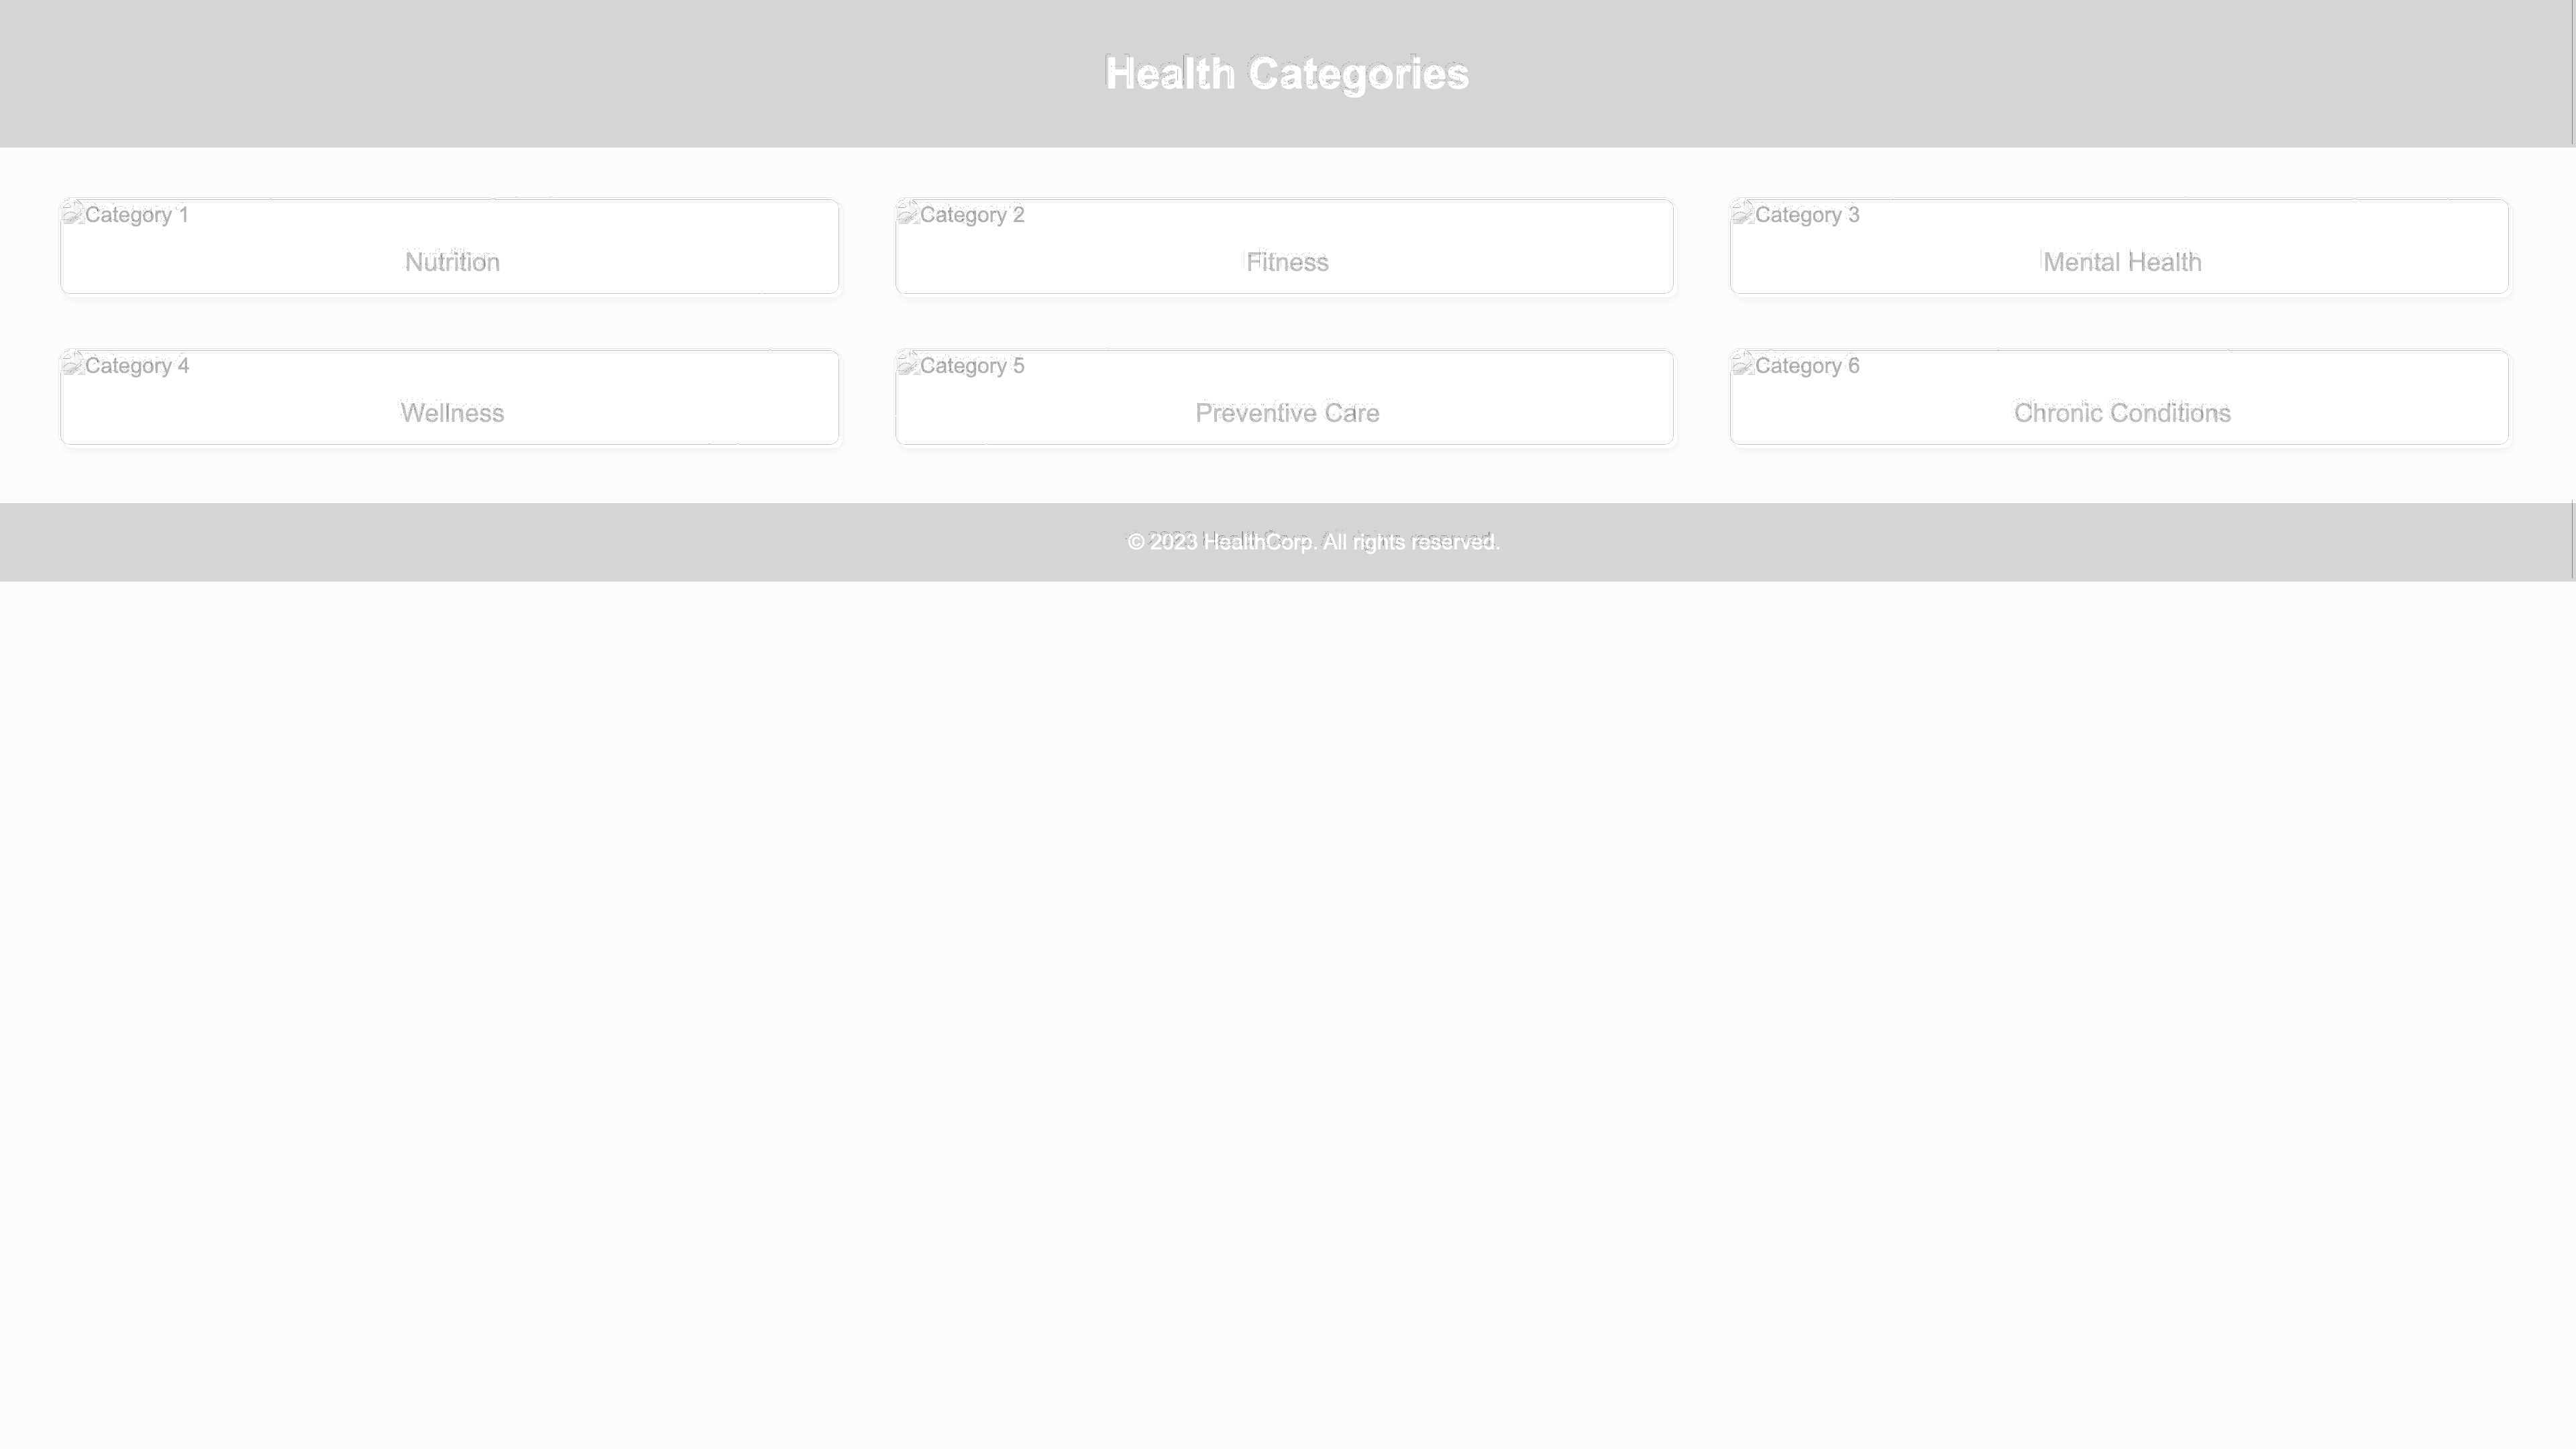 Health Categories
Category 1
Nutrition
Category 2
Fitness
Category 3
Mental Health
Category 4
Wellness
Category 5
Preventive Care
Category 6
Chronic Conditions
© 2023 HealthCorp. All rights reserved.